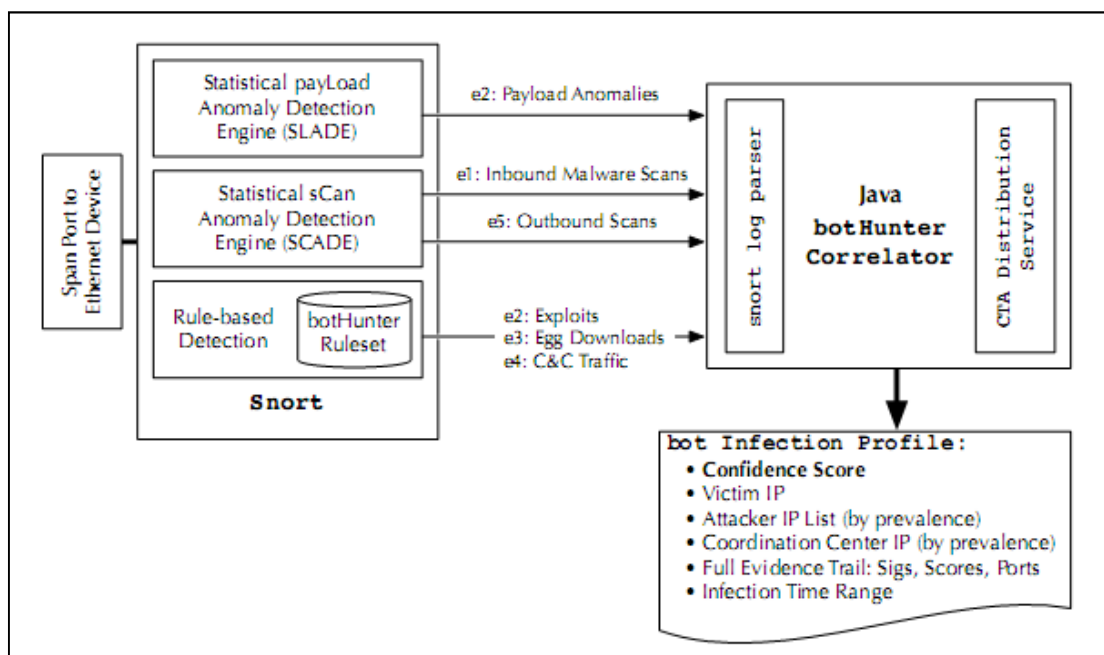 Span Port to
Ethernet Device
Statistical payLoad
Anomaly Detection
Engine (SLADE)
Statistical sCan
Anomaly Detection
Engine (SCADE)
Rule-based
Detection
botHunter
Ruleset
Snort
e2: Payload Anomalies
e1: Inbound Malware Scans
e5: Outbound Scans
e2: Exploits
e3: Egg Downloads
e4: C&C Traffic
snort log parser
Java
botHunter
Correlator
CTA Distribution
Service
bot Infection Profile:
• Confidence Score
• Victim IP
• Attacker IP List (by prevalence)
• Coordination Center IP (by prevalence)
• Full Evidence Trail: Sigs, Scores, Ports
• Infection Time Range